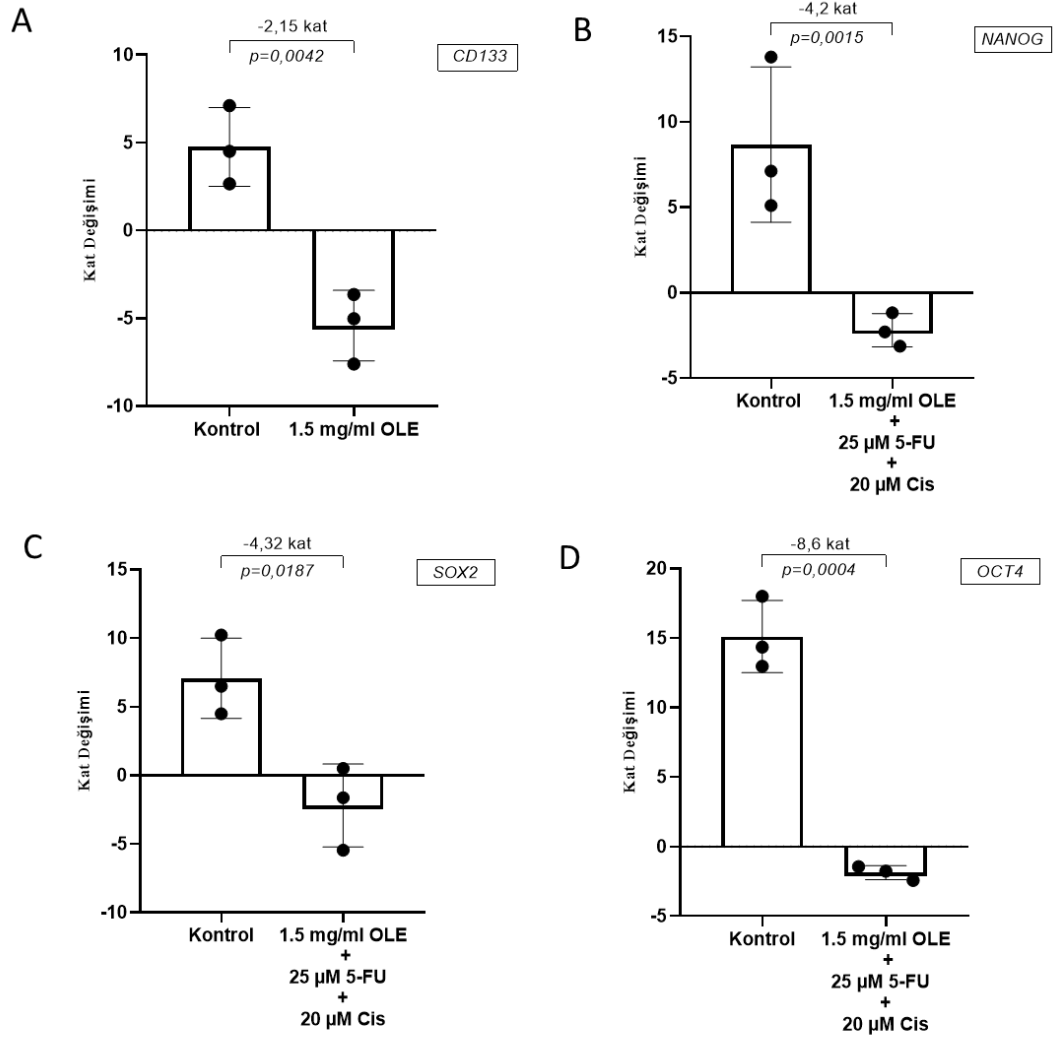 A
-2,15 kat
p=0,0042
CD133
10
5
0
-5
-10
Kat Değişimi
Kontrol
1.5 mg/ml OLE
B
-4,2 kat
p=0,0015
NANOG
15
10
5
0
-5
Kat Değişimi
Kontrol
1.5 mg/ml OLE
+
25 µM 5-FU
+
20 µM Cis
C
-4,32 kat
p=0,0187
SOX2
15
10
5
0
-5
-10
Kat Değişimi
Kontrol
1.5 mg/ml OLE
+
25 µM 5-FU
+
20 µM Cis
D
-8,6 kat
p=0,0004
OCT4
20
15
10
5
0
-5
Kat Değişimi
Kontrol
1.5 mg/ml OLE
+
25 µM 5-FU
+
20 µM Cis